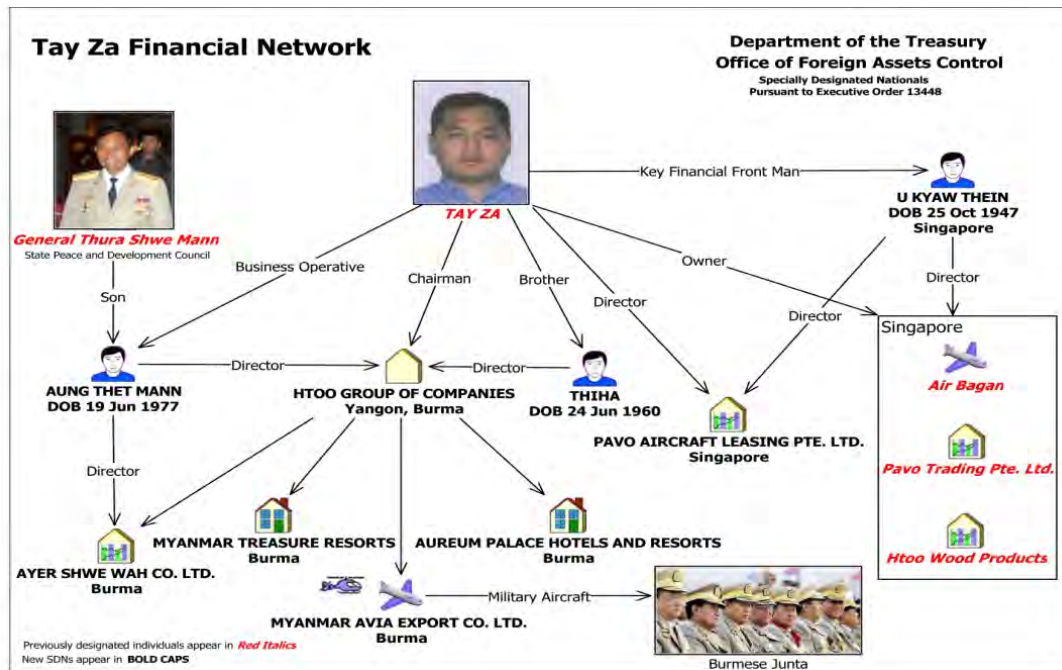 Tay Za Financial Network
Department of the Treasury
Office of Foreign Assets Control
Specially Designated Nationals
Pursuant to Executive Order 13448
General Thura Shwe Mann
State Peace and Development Council
TAY ZA
Key Financial Front Man
U KYAW THEIN
DOB 25 Oct 1947
Singapore
Son
Business Operative
Chairman
Brother
Director
Owner
Director
Director
AUNG THET MANN
DOB 19 Jun 1977
Director
HTOO GROUP OF COMPANIES
Yangon, Burma
Director
THIHA
DOB 24 Jun 1960
PAVO AIRCRAFT LEASING PTE. LTD.
Singapore
Singapore
Air Bagan
Pavo Trading Pte. Ltd.
Htoo Wood Products
Director
AYER SHWE WAH CO. LTD.
Burma
MYANMAR TREASURE RESORTS
Burma
AUREUM PALACE HOTELS AND RESORTS
Burma
MYANMAR AVIA EXPORT CO. LTD.
Burma
Military Aircraft
Burmese Junta
Previously designated individuals appear in Red Italics
New SDNs appear in BOLD CAPS